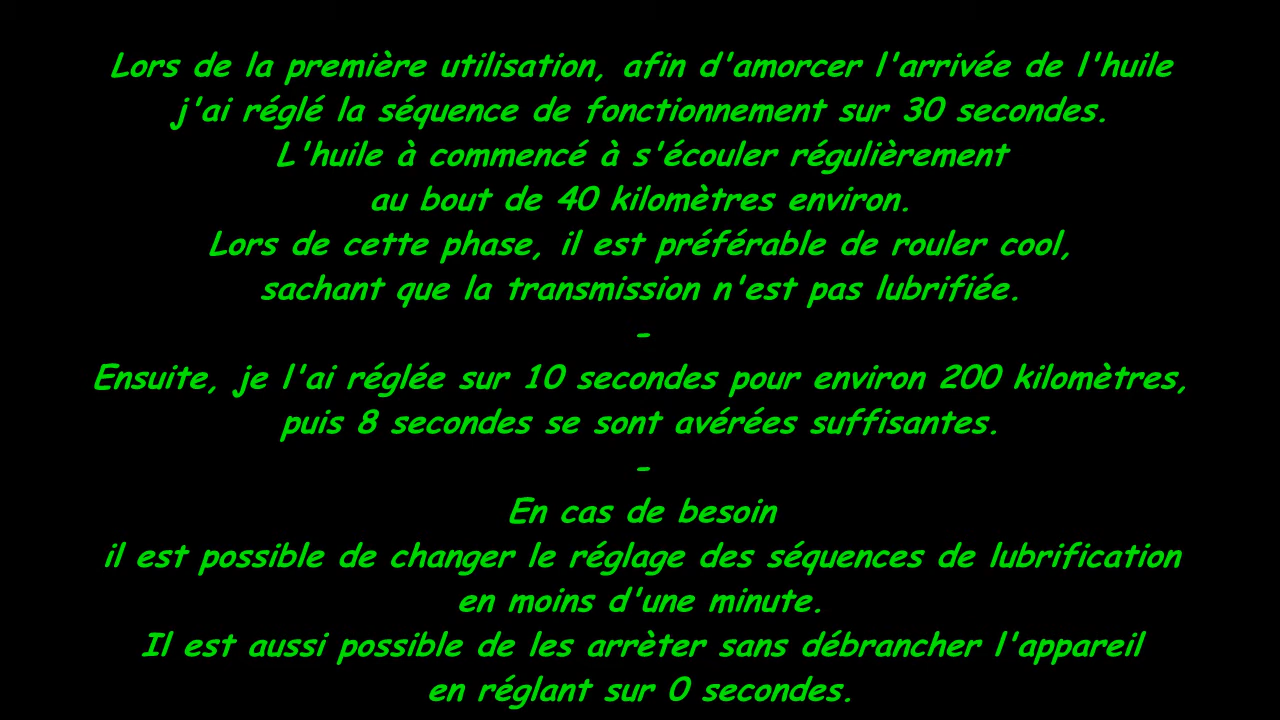 Lors de la première utilisation, afin d'amorcer l'arrivée de l'huile
j'ai réglé la séquence de fonctionnement sur 30 secondes.
L'huile à commencé à s'écouler régulièrement
au bout de 40 kilomètres environ.
Lors de cette phase, il est préférable de rouler cool,
sachant que la transmission n'est pas lubrifiée.
-
Ensuite, je l'ai réglée sur 10 secondes pour environ 200 kilomètres,
puis 8 secondes se sont avérées suffisantes.
-
En cas de besoin
il est possible de changer le réglage des séquences de lubrification
en moins d'une minute.
Il est aussi possible de les arrèter sans débrancher l'appareil
en réglant sur 0 secondes.